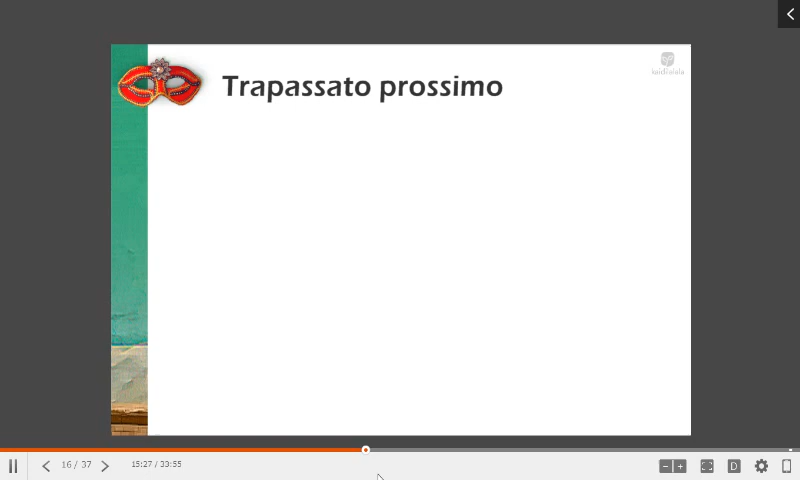 Trapassato prossimo
16 / 37
15:27 / 33:55
D